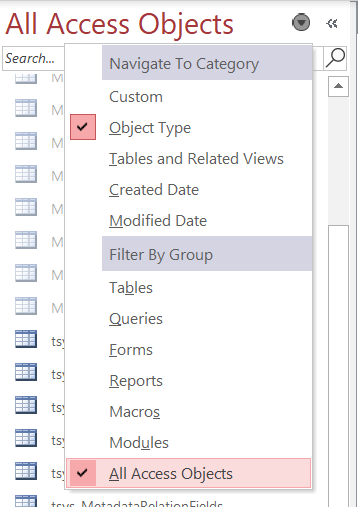 All Access Objects
Search...
Navigate To Category
Custom
Object Type
Tables and Related Views
Created Date
Modified Date
Filter By Group
Tables
Queries
Forms
Reports
Macros
Modules
All Access Objects